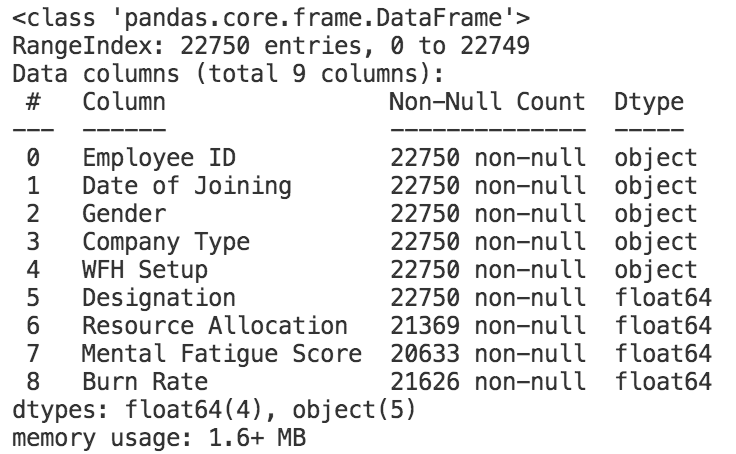 <class 'pandas.core.frame.DataFrame'>
RangeIndex: 22750 entries, 0 to 22749
Data columns (total 9 columns):
 #   Column                Non-Null Count  Dtype
---  ------                --------------  -----
 0   Employee ID           22750 non-null  object
 1   Date of Joining       22750 non-null  object
 2   Gender                22750 non-null  object
 3   Company Type          22750 non-null  object
 4   WFH Setup             22750 non-null  object
 5   Designation           22750 non-null  float64
 6   Resource Allocation   21369 non-null  float64
 7   Mental Fatigue Score  20633 non-null  float64
 8   Burn Rate             21626 non-null  float64
dtypes: float64(4), object(5)
memory usage: 1.6+ MB